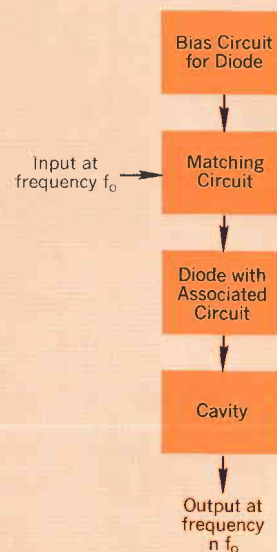 Bias Circuit
for Diode
Input at
frequency fₒ
Matching
Circuit
Diode with
Associated
Circuit
Cavity
Output at
frequency
n fₒ